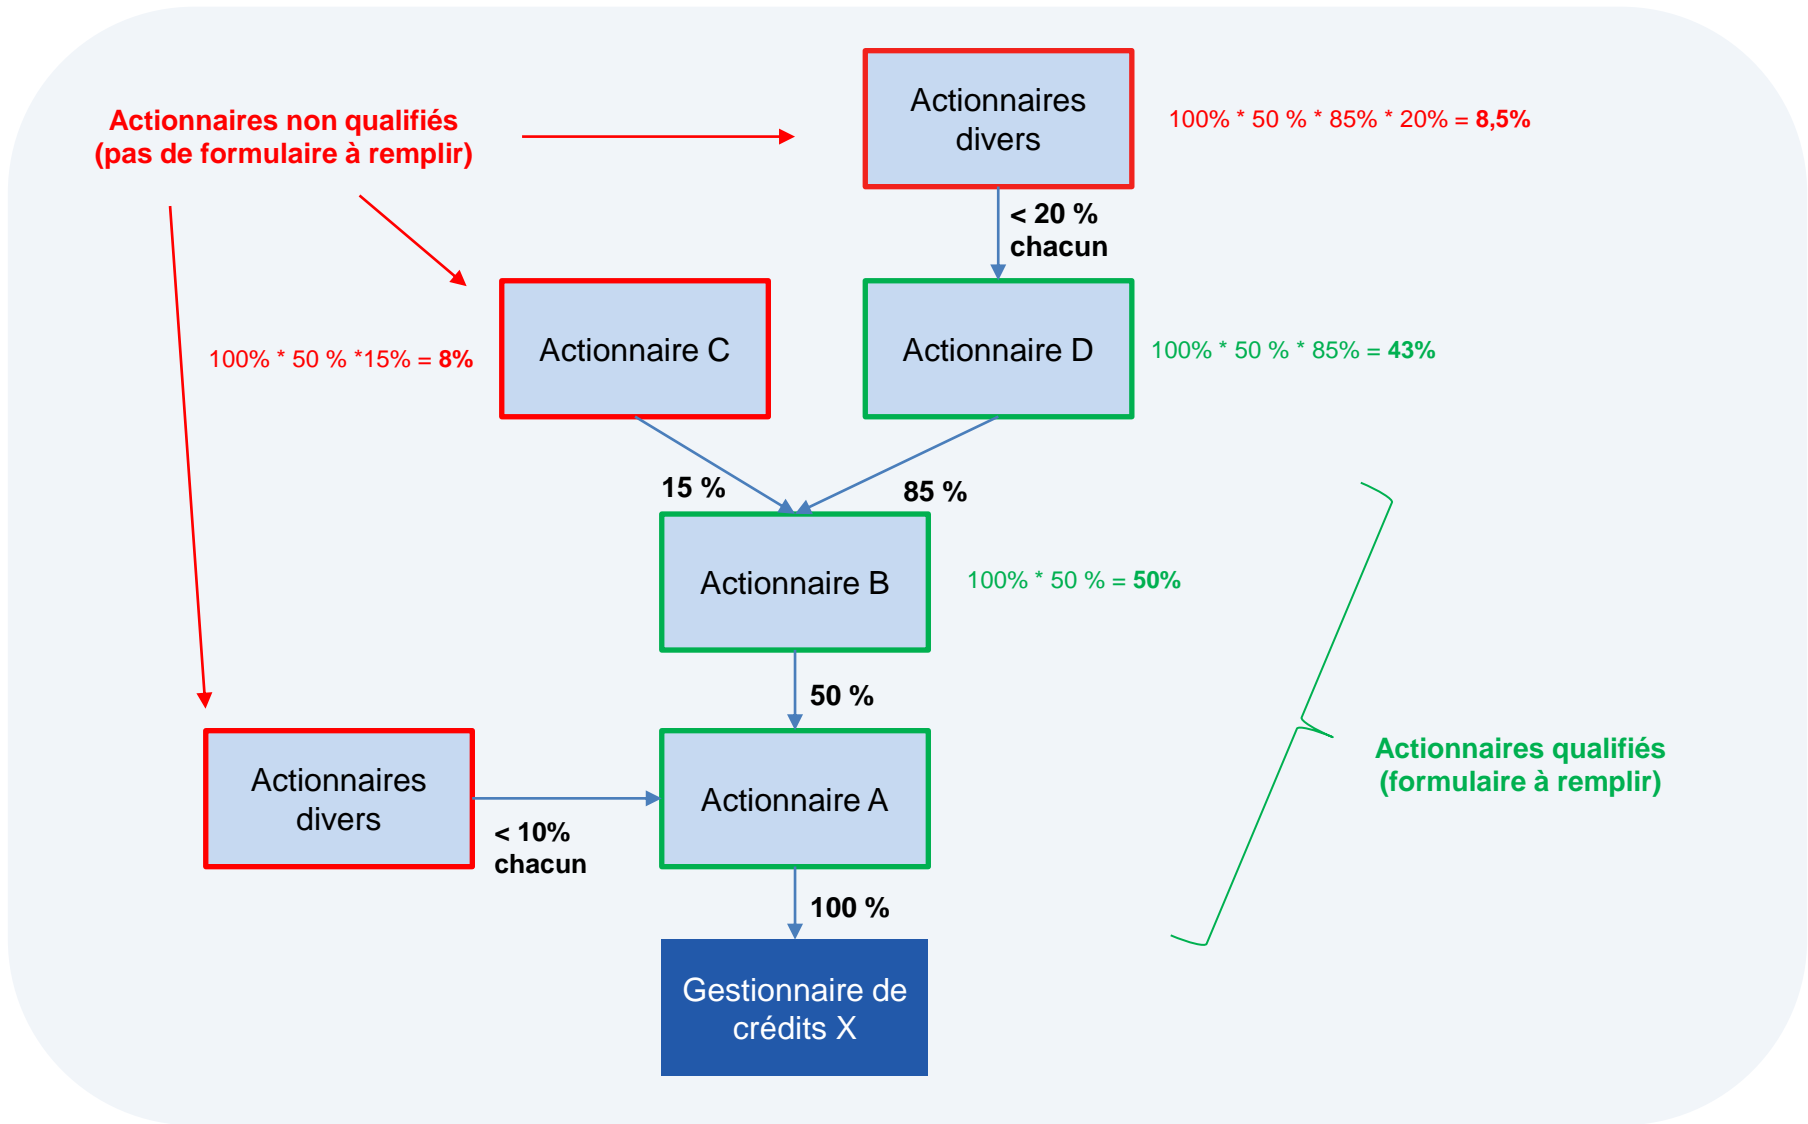 Actionnaires
divers
100% * 50 % * 85% * 20% = 8,5%
Actionnaires non qualifiés
(pas de formulaire à remplir)
< 20 %
chacun
Actionnaire C
Actionnaire D
100% * 50 % *15% = 8%
100% * 50 % * 85% = 43%
15 %
85 %
Actionnaire B
100% * 50 % = 50%
50 %
Actionnaires
divers
Actionnaire A
Actionnaires qualifiés
(formulaire à remplir)
< 10%
chacun
100 %
Gestionnaire de
crédits X